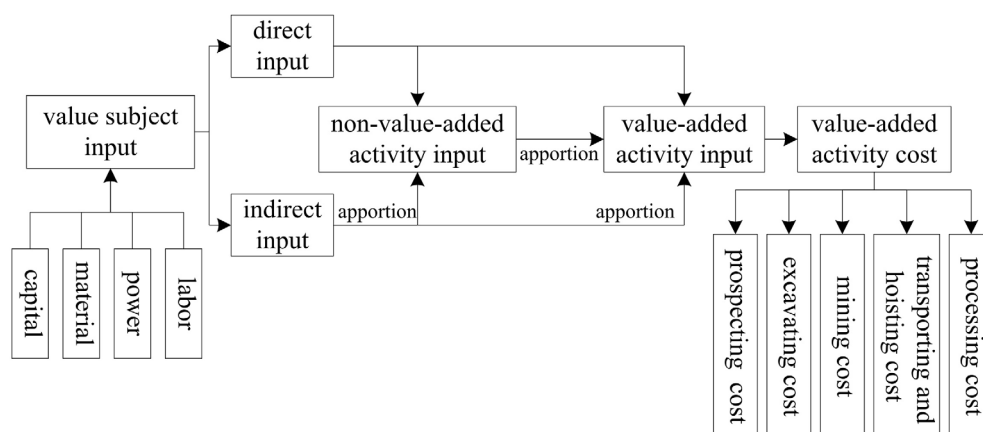 direct
input
value subject
input
non-value-added
activity input
apportion
value-added
activity input
value-added
activity cost
indirect
input
apportion
apportion
capital
material
power
labor
prospecting cost
excavating cost
mining cost
transporting and
hoisting cost
processing cost